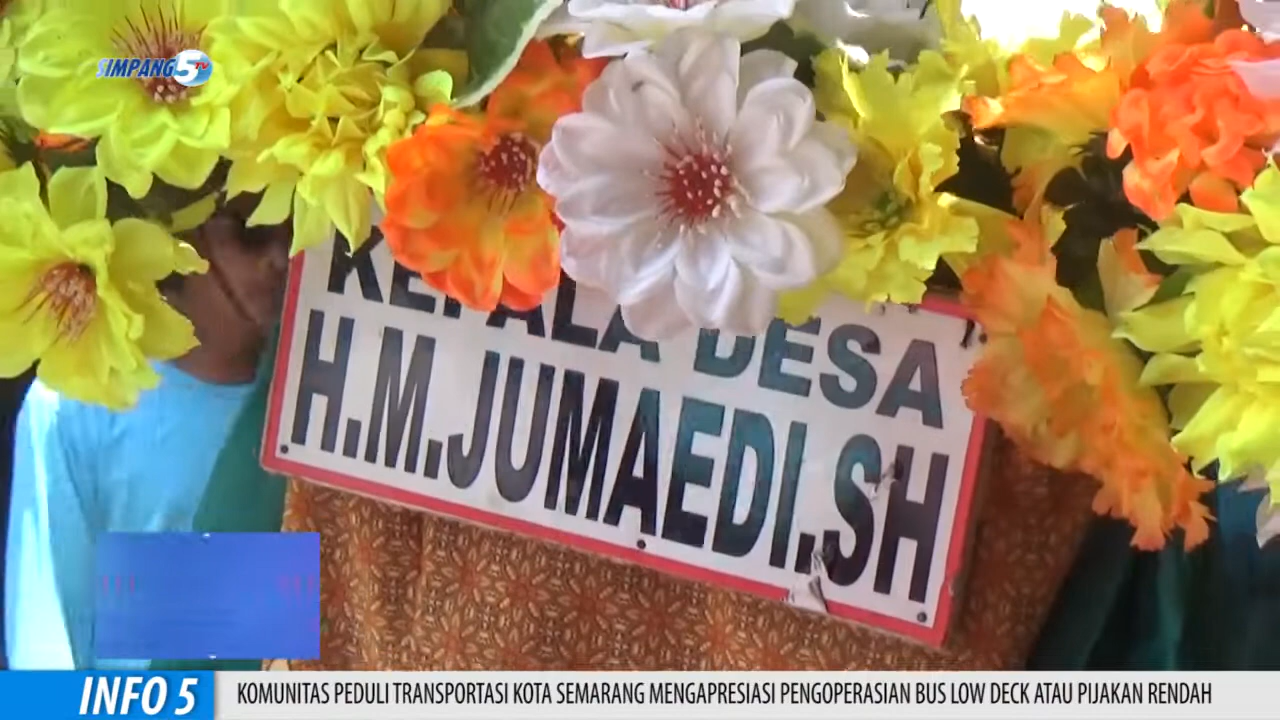 SIMPANG5 TV
KEPALA DESA
H.M.JUMAEDI.SH
INFO 5
KOMUNITAS PEDULI TRANSPORTASI KOTA SEMARANG MENGAPRESIASI PENGOPERASIAN BUS LOW DECK ATAU PIJAKAN RENDAH